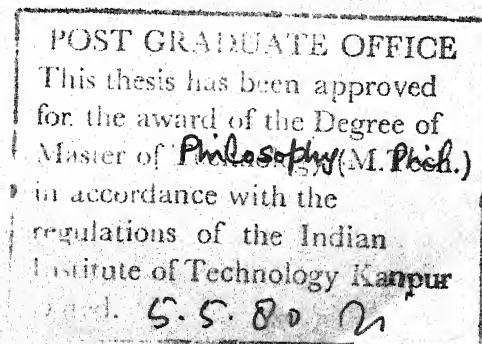 POST GRADUATE OFFICE
This thesis has been approved
for the award of the Degree of
Master of Philosophy (M. Phil.)
in accordance with the
regulations of the Indian
Institute of Technology Kanpur
Dated. 5.5.80